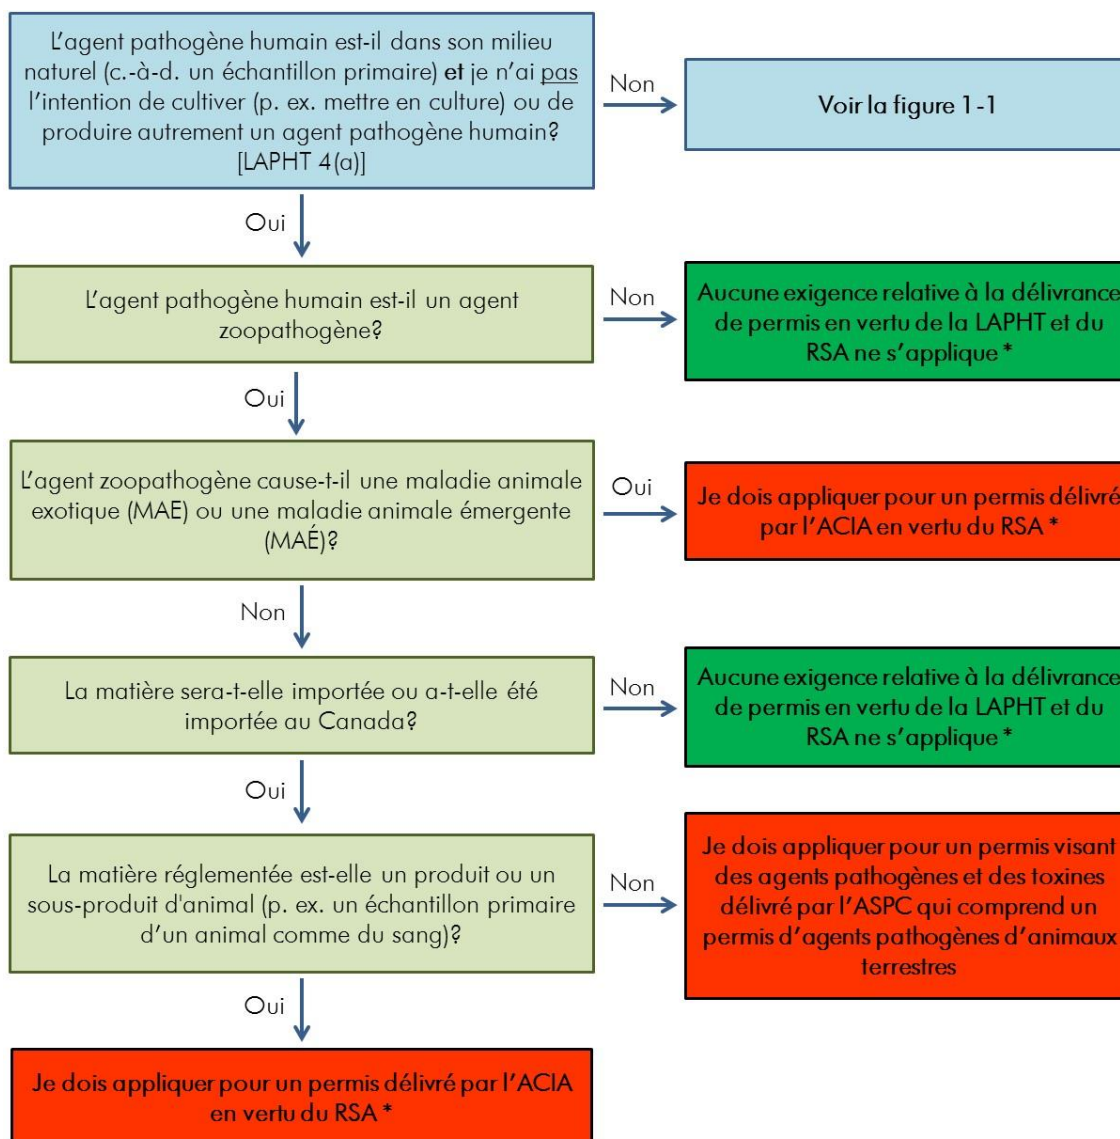 L'agent pathogène humain est-il dans son milieu
naturel (c.-à-d. un échantillon primaire) et je n'ai pas
l'intention de cultiver (p. ex. mettre en culture) ou de
produire autrement un agent pathogène humain?
[LAPHT 4(a)]
Non
Voir la figure 1-1
Oui
L'agent pathogène humain est-il un agent
zoopathogène?
Non
Aucune exigence relative à la délivrance
de permis en vertu de la LAPHT et du
RSA ne s'applique *
Oui
L'agent zoopathogène cause-t-il une maladie animale
exotique (MAE) ou une maladie animale émergente
(MAÉ)?
Oui
Je dois appliquer pour un permis délivré
par l'ACIA en vertu du RSA *
Non
La matière sera-t-elle importée ou a-t-elle été
importée au Canada?
Non
Aucune exigence relative à la délivrance
de permis en vertu de la LAPHT et du
RSA ne s'applique *
Oui
La matière réglementée est-elle un produit ou un
sous-produit d'animal (p. ex. un échantillon primaire
d'un animal comme du sang)?
Non
Je dois appliquer pour un permis visant
des agents pathogènes et des toxines
délivré par l'ASPC qui comprend un
permis d'agents pathogènes d'animaux
terrestres
Oui
Je dois appliquer pour un permis délivré par l'ACIA
en vertu du RSA *